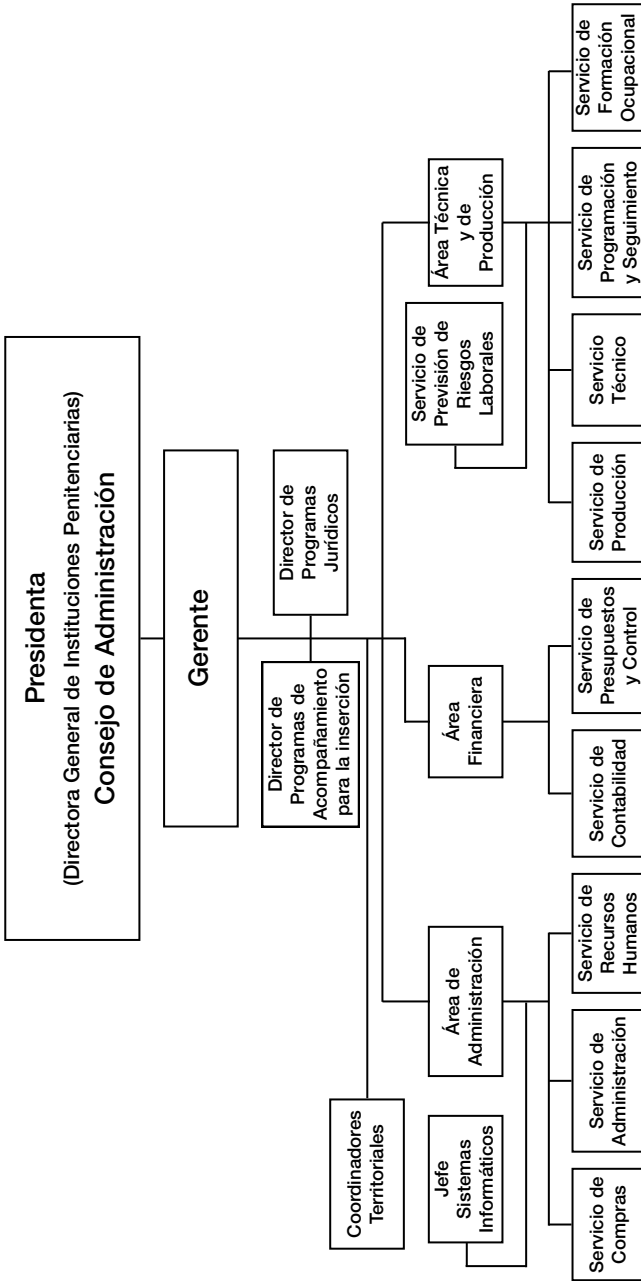 Presidenta
(Directora General de Instituciones Penitenciarias)
Consejo de Administración
Gerente
Director de
Programas de
Acompañamiento
para la inserción
Director de
Programas
Jurídicos
Coordinadores
Territoriales
Jefe
Sistemas
Informáticos
Área de
Administración
Área
Financiera
Servicio de
Previsión de
Riesgos
Laborales
Área Técnica
y de
Producción
Servicio de
Compras
Servicio de
Administración
Servicio de
Recursos
Humanos
Servicio de
Contabilidad
Servicio de
Presupuestos
y Control
Servicio de
Producción
Servicio
Técnico
Servicio de
Programación
y Seguimiento
Servicio de
Formación
Ocupacional